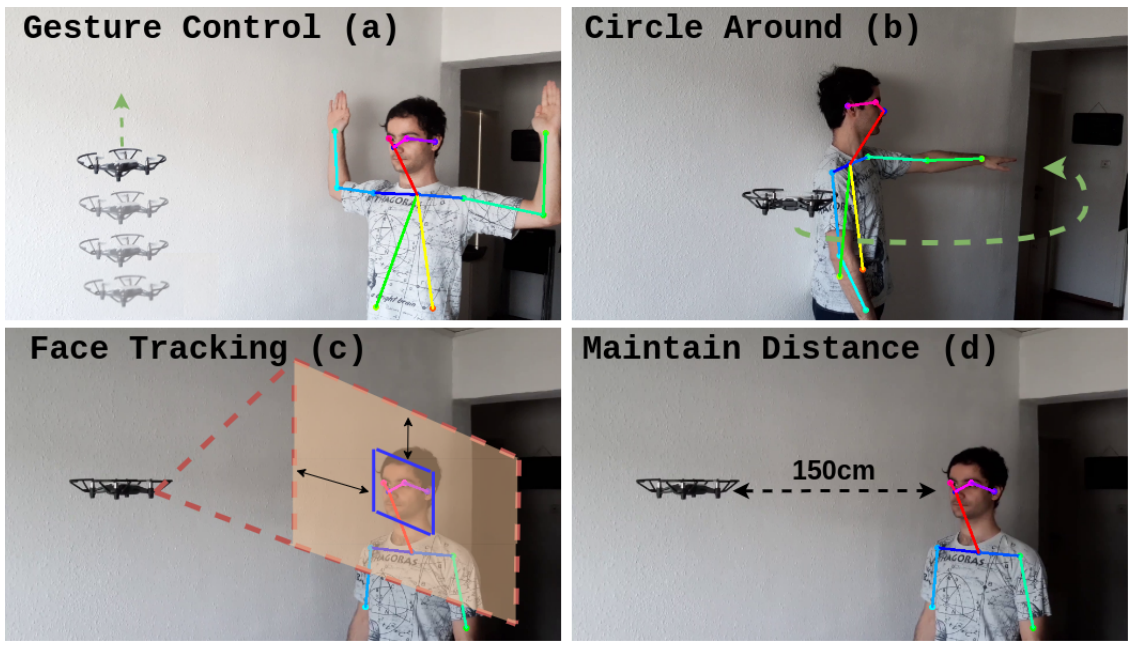 Gesture Control (a)
Circle Around (b)
Face Tracking (c)
Maintain Distance (d)
150cm